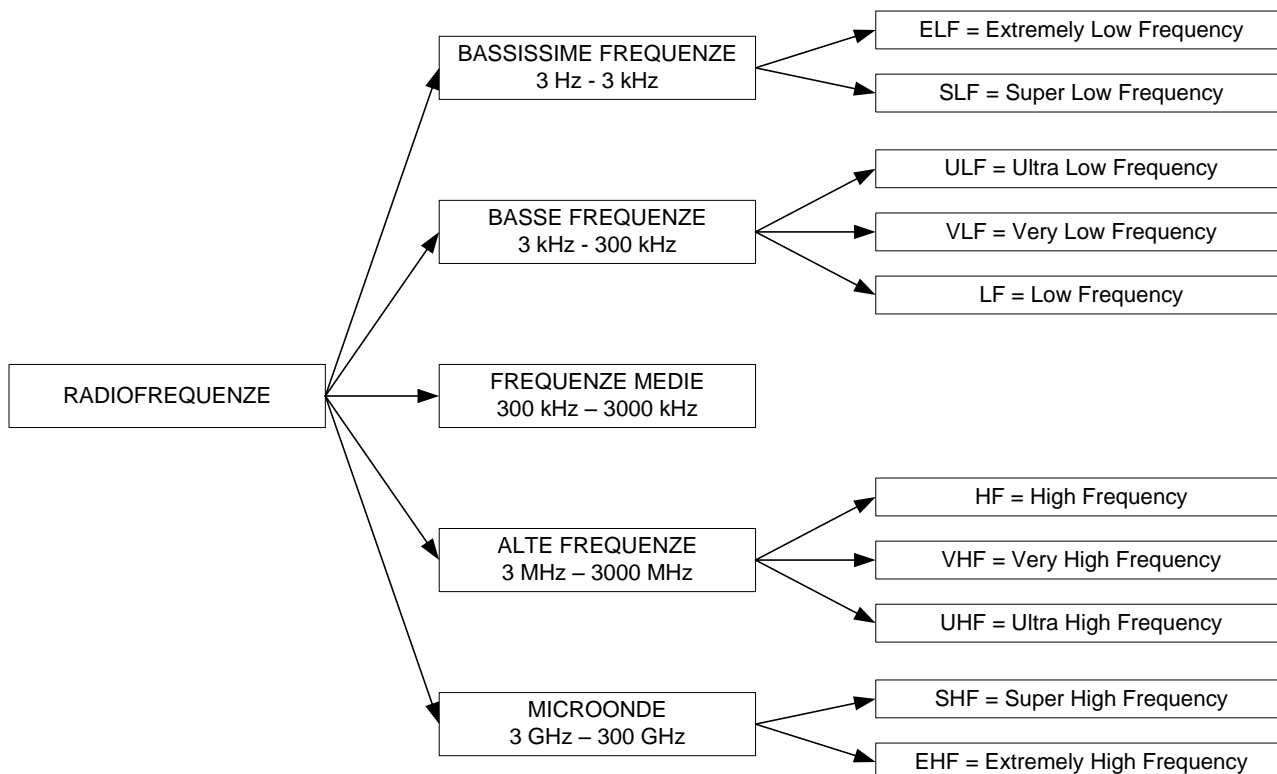 RADIOFREQUENZE
BASSISSIME FREQUENZE
3 Hz - 3 kHz
ELF = Extremely Low Frequency
SLF = Super Low Frequency
BASSE FREQUENZE
3 kHz - 300 kHz
ULF = Ultra Low Frequency
VLF = Very Low Frequency
LF = Low Frequency
FREQUENZE MEDIE
300 kHz – 3000 kHz
ALTE FREQUENZE
3 MHz – 3000 MHz
HF = High Frequency
VHF = Very High Frequency
UHF = Ultra High Frequency
MICROONDE
3 GHz – 300 GHz
SHF = Super High Frequency
EHF = Extremely High Frequency